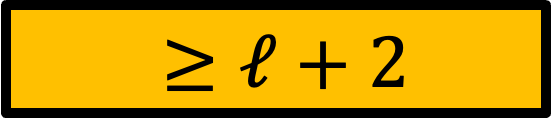 ≥ ℓ + 2